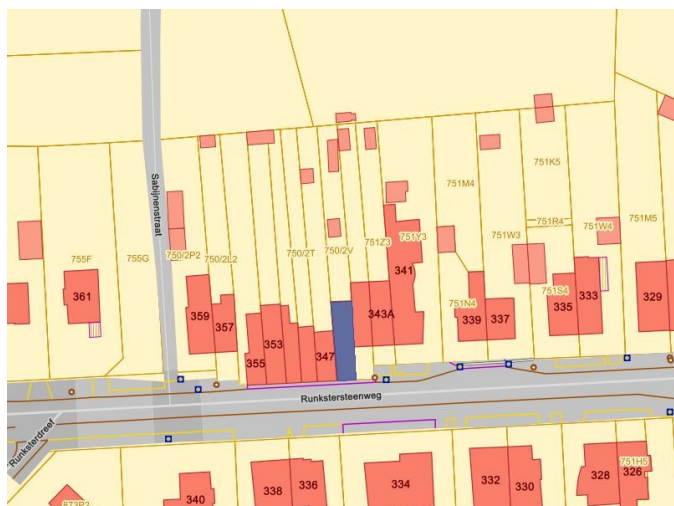 Sabijnenstraat
751K5
751M4
751R4
751W3
751W4
751M5
755F
755G
750/2P2
750/2L2
750/2T
750/2V
751Z3
751Y3
341
361
359
357
355
353
347
343A
751N4
339
337
751S4
335
333
329
Runkstersteenweg
Runksterdreef
340
338
336
334
332
330
328
326
751H5
873P2